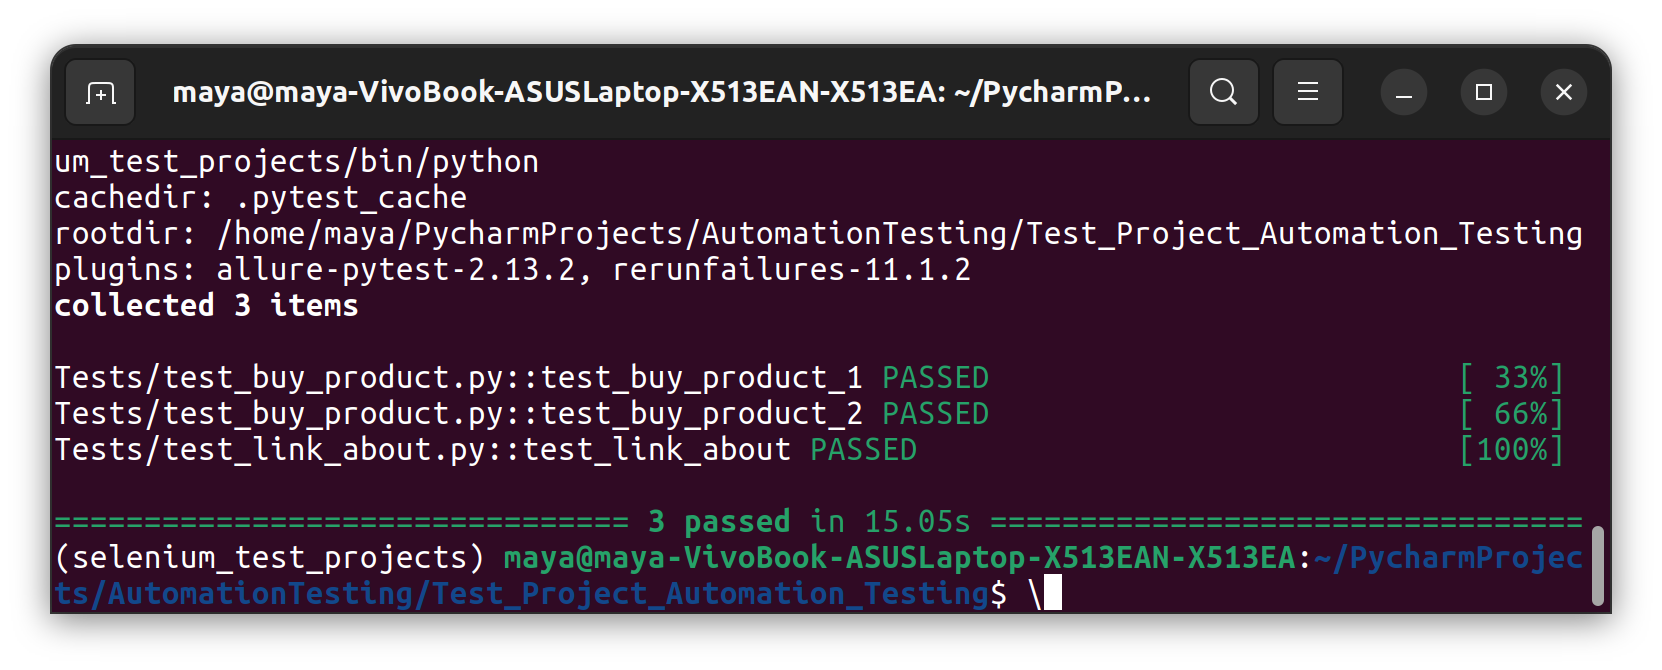 maya@maya-VivoBook-ASUSLaptop-X513EAN-X513EA: ~/PycharmP...
um_test_projects/bin/python
cachedir: .pytest_cache
rootdir: /home/maya/PycharmProjects/AutomationTesting/Test_Project_Automation_Testing
plugins: allure-pytest-2.13.2, rerunfailures-11.1.2
collected 3 items
Tests/test_buy_product.py::test_buy_product_1 PASSED [ 33%]
Tests/test_buy_product.py::test_buy_product_2 PASSED [ 66%]
Tests/test_link_about.py::test_link_about PASSED [100%]
================================ 3 passed in 15.05s =================================
(selenium_test_projects) maya@maya-VivoBook-ASUSLaptop-X513EAN-X513EA:~/PycharmProjec
ts/AutomationTesting/Test_Project_Automation_Testing$ \